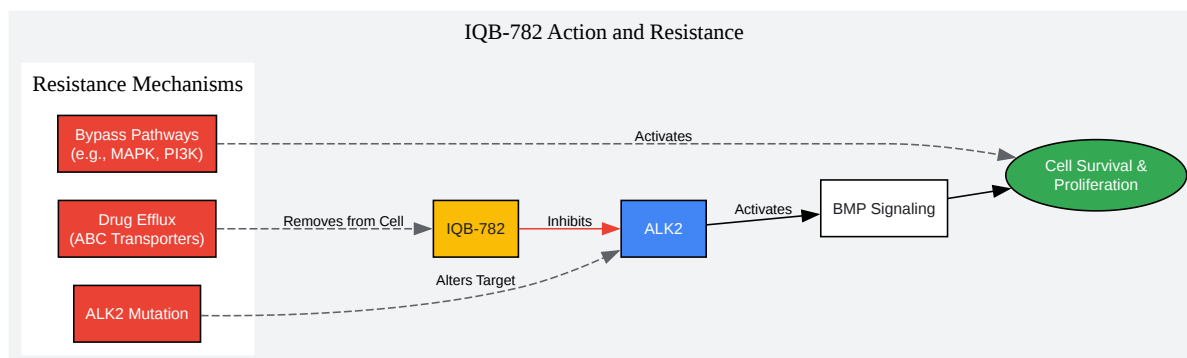 IQB-782 Action and Resistance
Resistance Mechanisms
Bypass Pathways
(e.g., MAPK, PI3K)
Activates
Cell Survival &
Proliferation
Drug Efflux
(ABC Transporters)
Removes from Cell
IQB-782
Inhibits
ALK2
Activates
BMP Signaling
Alters Target
ALK2 Mutation